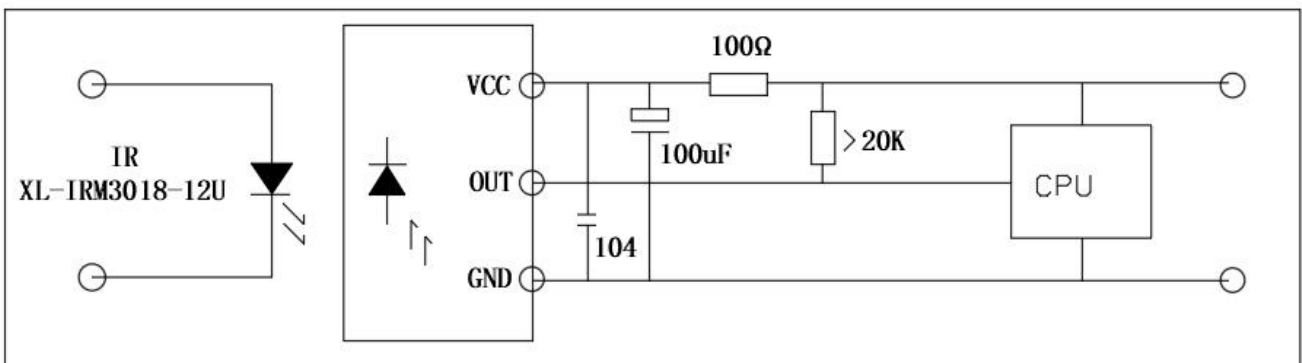 100Ω
VCC
IR
XL-IRM3018-12U
100uF
>20K
OUT
CPU
104
GND